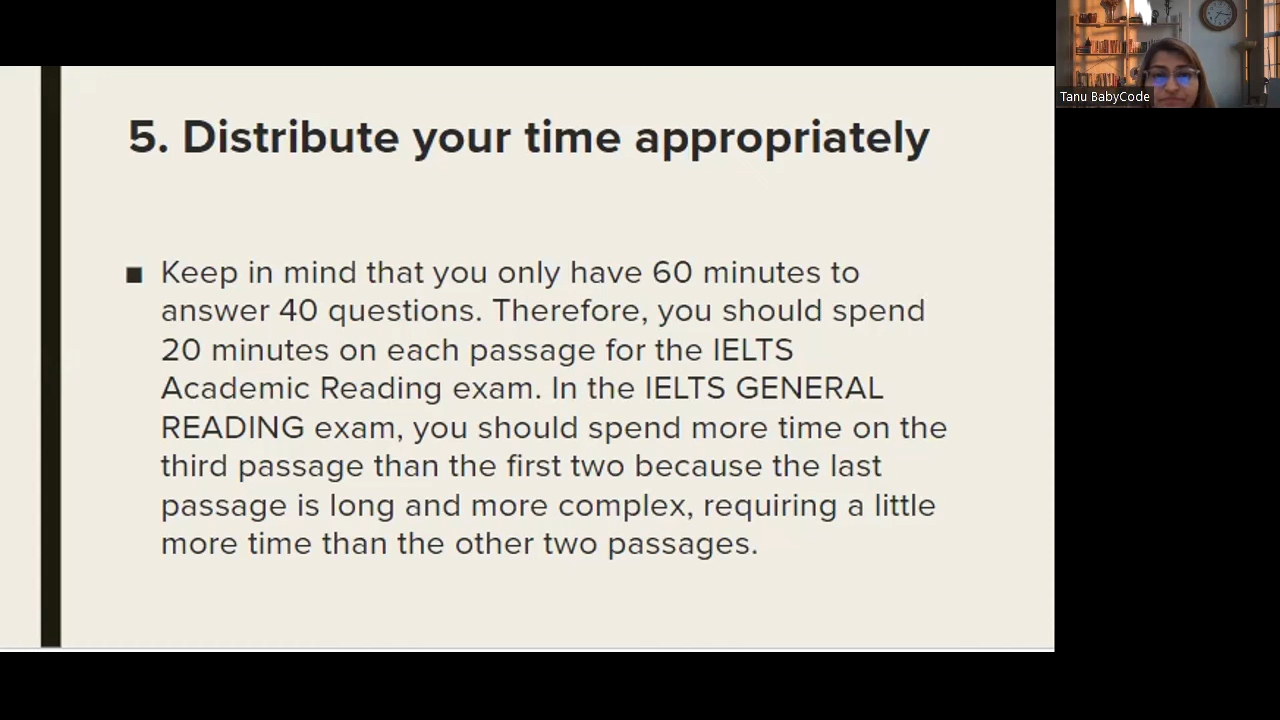 5. Distribute your time appropriately
■ Keep in mind that you only have 60 minutes to
answer 40 questions. Therefore, you should spend
20 minutes on each passage for the IELTS
Academic Reading exam. In the IELTS GENERAL
READING exam, you should spend more time on the
third passage than the first two because the last
passage is long and more complex, requiring a little
more time than the other two passages.
Tanu BabyCode